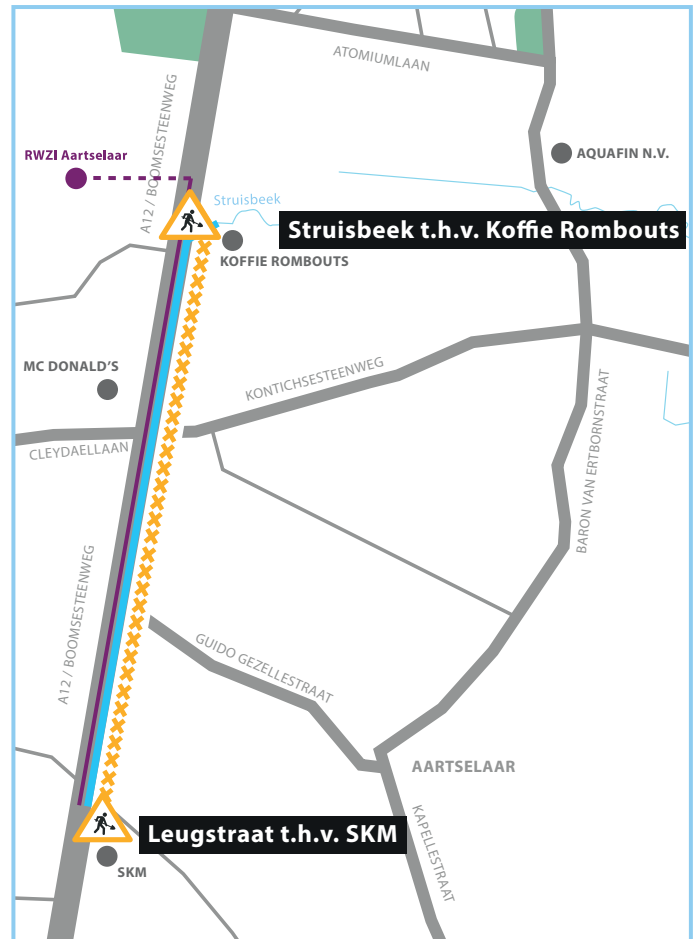 ATOMIUMLAAN
A12 / BOOMSESTEENWEG
RWZI Aartselaar
AQUAFIN N.V.
Struisbeek
Struisbeek t.h.v. Koffie Rombouts
KOFFIE ROMBOUTS
MC DONALD'S
KONTICHSESTEENWEG
CLEYDAELLAAN
BARON VAN ERTBORNSTRAAT
A12 / BOOMSESTEENWEG
GUIDO GEZELLESTRAAT
AARTSELAAR
KAPELLESTRAAT
Leugstraat t.h.v. SKM
SKM